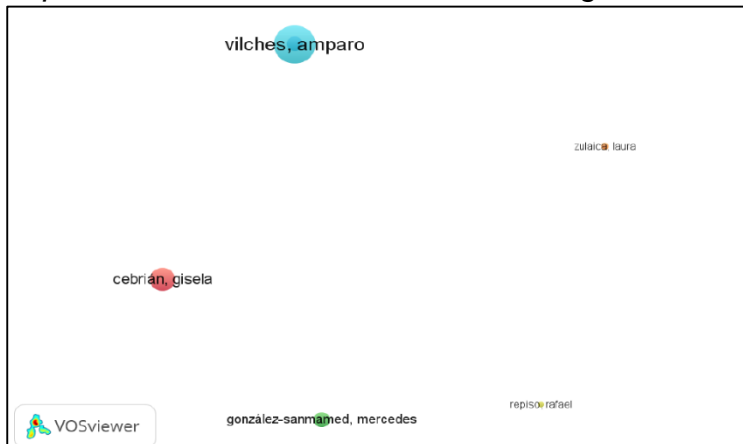 vilches, amparo
zulaica, laura
cebrián, gisela
repiso, rafael
gonzález-sanmamed, mercedes
VOSviewer